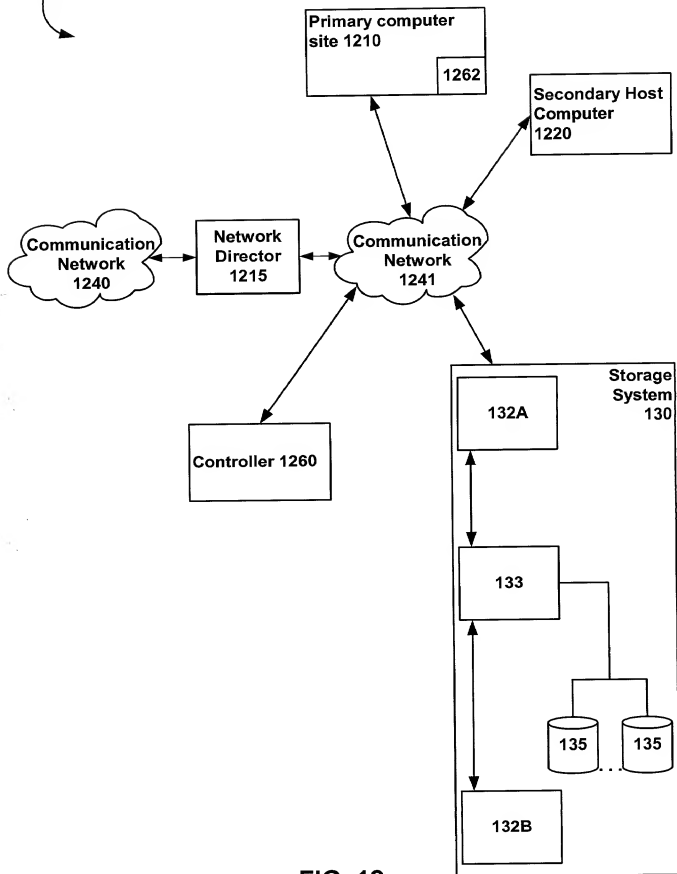 Primary computer
site 1210
1262
Secondary Host
Computer
1220
Communication
Network
1240
Network
Director
1215
Communication
Network
1241
Storage
System
130
132A
Controller 1260
133
135
135
...
132B